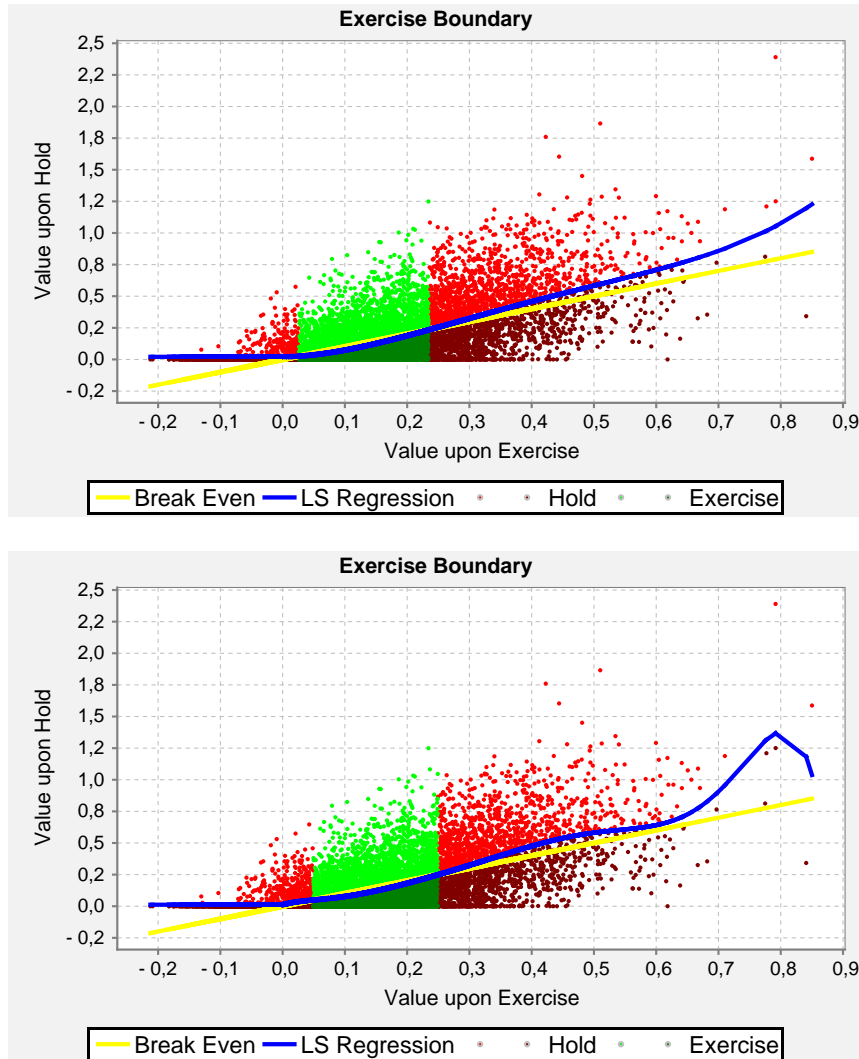 Exercise Boundary
2,5
2,2
2,0
1,8
1,5
1,2
1,0
0,8
0,5
0,2
0,0
- 0,2
Value upon Hold
- 0,2 - 0,1 0,0 0,1 0,2 0,3 0,4 0,5 0,6 0,7 0,8 0,9
Value upon Exercise
Break Even LS Regression Hold Exercise
Exercise Boundary
2,5
2,2
2,0
1,8
1,5
1,2
1,0
0,8
0,5
0,2
0,0
- 0,2
Value upon Hold
- 0,2 - 0,1 0,0 0,1 0,2 0,3 0,4 0,5 0,6 0,7 0,8 0,9
Value upon Exercise
Break Even LS Regression Hold Exercise